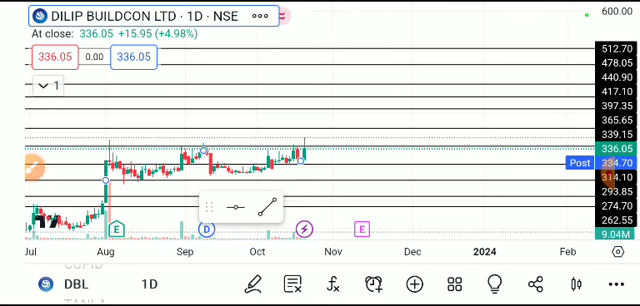 DILIP BUILDCON LTD · 1D · NSE •••
600.00
At close: 336.05 +15.95 (+4.98%)
336.05 0.00 336.05
1
512.70
478.05
440.90
417.10
397.35
365.65
339.15
336.05
Post 334.70
314.10
293.85
274.70
262.55
9.04M
E D E
Jul Aug Sep Oct Nov Dec 2024 Feb
DBL 1D